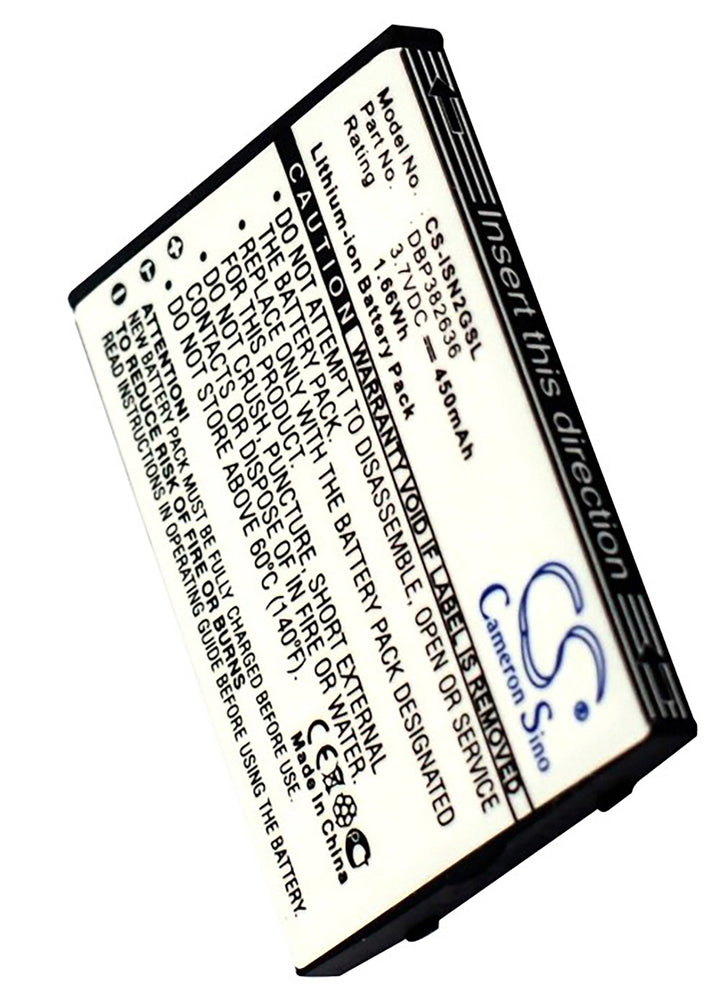 Insert this direction
Model No. CS-ISN2GSL
Part No. DBP382636
Rating 3.7VDC ⎓ 450mAh
1.66Wh
Lithium-ion Battery Pack
CS®
Cameron Sino
CAUTION WARRANTY VOID IF LABEL IS REMOVED
DO NOT ATTEMPT TO DISASSEMBLE, OPEN OR SERVICE
BATTERY PACK.
REPLACE ONLY WITH THE BATTERY PACK DESIGNATED
FOR THE PRODUCT.
DO NOT CRUSH, PUNCTURE, SHORT EXTERNAL
CONTACTS OR DISPOSE OF IN FIRE OR WATER.
DO NOT STORE ABOVE 60°C (140°F).
ATTENTION!
NEW BATTERY PACK MUST BE FULLY CHARGED BEFORE USE
TO REDUCE RISK OF FIRE OR BURNS
READ INSTRUCTIONS IN OPERATING GUIDE BEFORE USING THE BATTERY.
+ - -
CE
Made In China